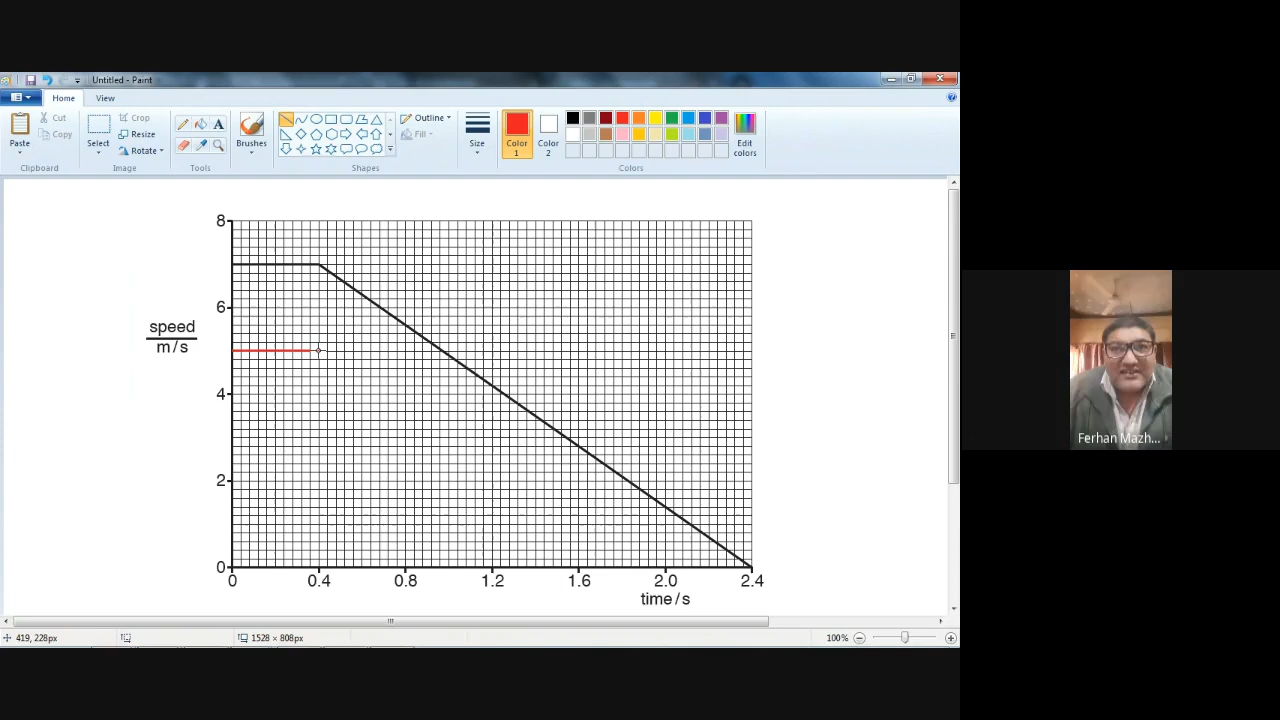 Untitled - Paint
Home View
Paste
Cut
Copy
Clipboard
Select
Crop
Resize
Rotate
Image
A
Tools
Brushes
Outline
Fill
Shapes
Size
Color
1
Color
2
Edit
colors
Colors
8
6
4
2
0
speed
m/s
0 0.4 0.8 1.2 1.6 2.0 2.4
time/s
419, 228px
1528 × 808px
100%
Ferhan Mazh...